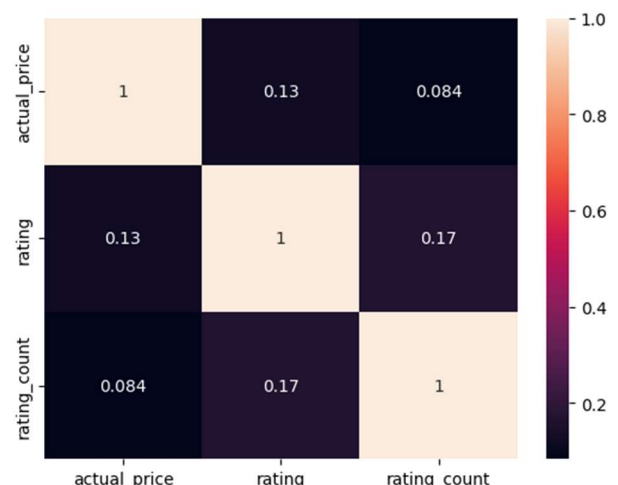 actual_price
1
0.13
0.084
rating
0.13
1
0.17
rating_count
0.084
0.17
1
actual_price
rating
rating_count
1.0
0.8
0.6
0.4
0.2